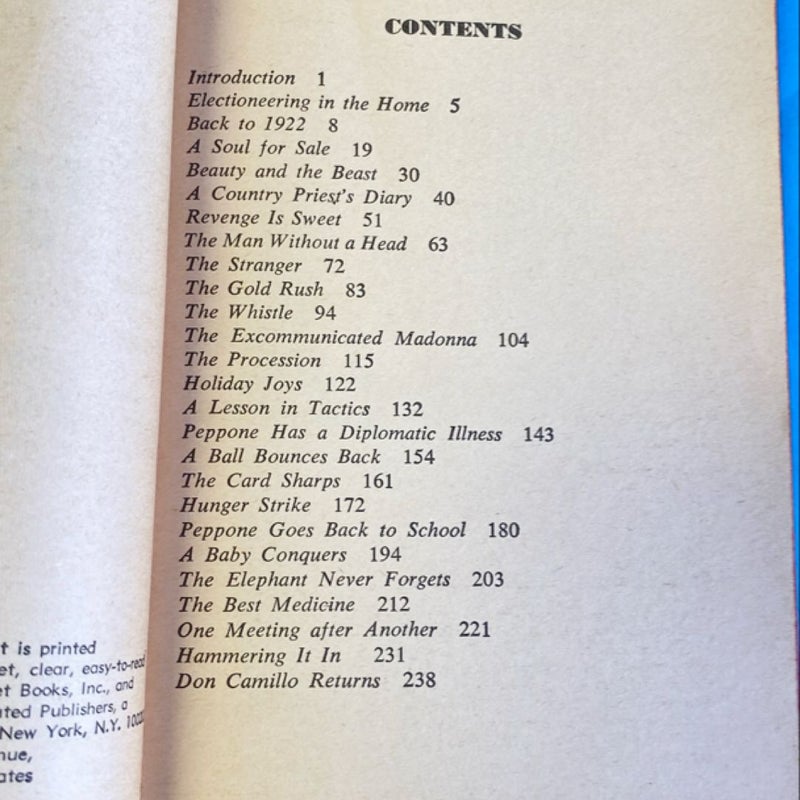 CONTENTS
Introduction 1
Electioneering in the Home 5
Back to 1922 8
A Soul for Sale 19
Beauty and the Beast 30
A Country Priest's Diary 40
Revenge Is Sweet 51
The Man Without a Head 63
The Stranger 72
The Gold Rush 83
The Whistle 94
The Excommunicated Madonna 104
The Procession 115
Holiday Joys 122
A Lesson in Tactics 132
Peppone Has a Diplomatic Illness 143
A Ball Bounces Back 154
The Card Sharps 161
Hunger Strike 172
Peppone Goes Back to School 180
A Baby Conquers 194
The Elephant Never Forgets 203
The Best Medicine 212
One Meeting after Another 221
Hammering It In 231
Don Camillo Returns 238
t is printed
et, clear, easy-to-read
et Books, Inc., and
ated Publishers, a
New York, N.Y.
nue,
ates